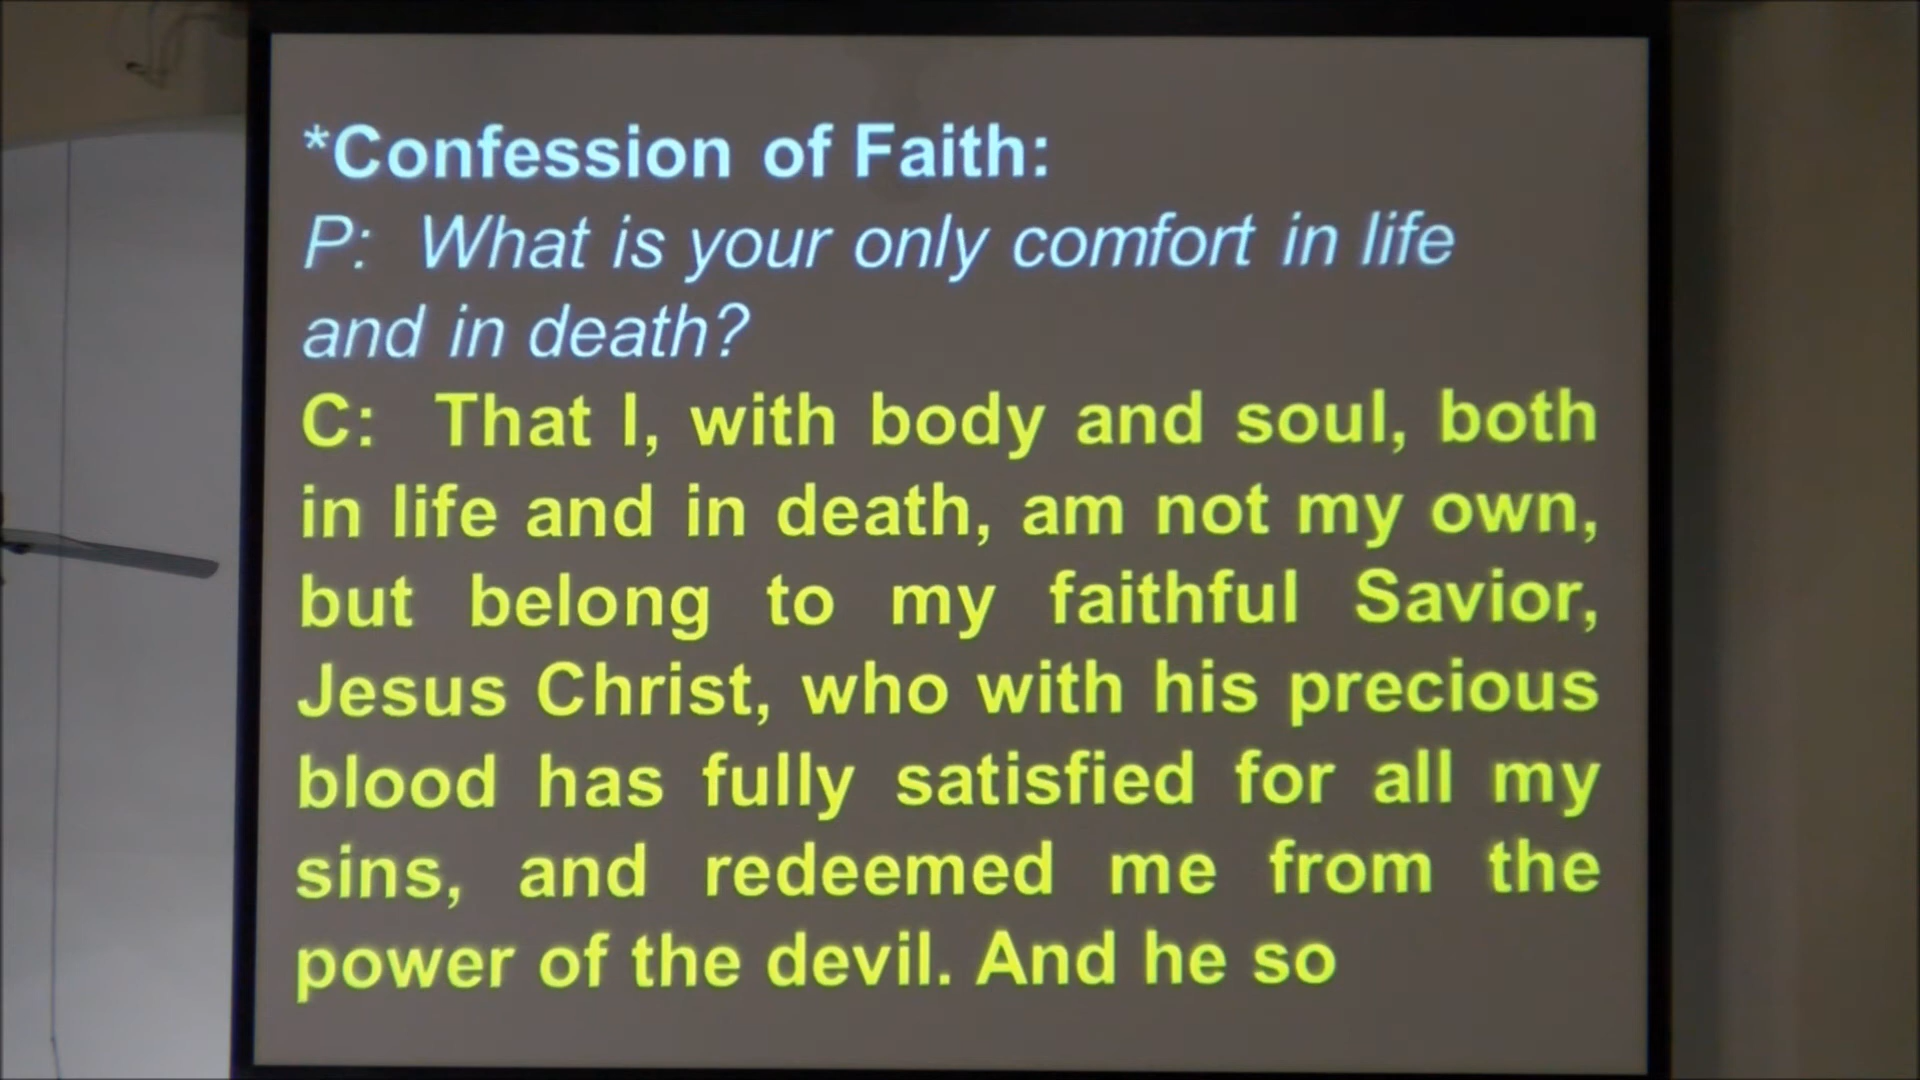 *Confession of Faith:
P: What is your only comfort in life
and in death?
C: That I, with body and soul, both
in life and in death, am not my own,
but belong to my faithful Savior,
Jesus Christ, who with his precious
blood has fully satisfied for all my
sins, and redeemed me from the
power of the devil. And he so